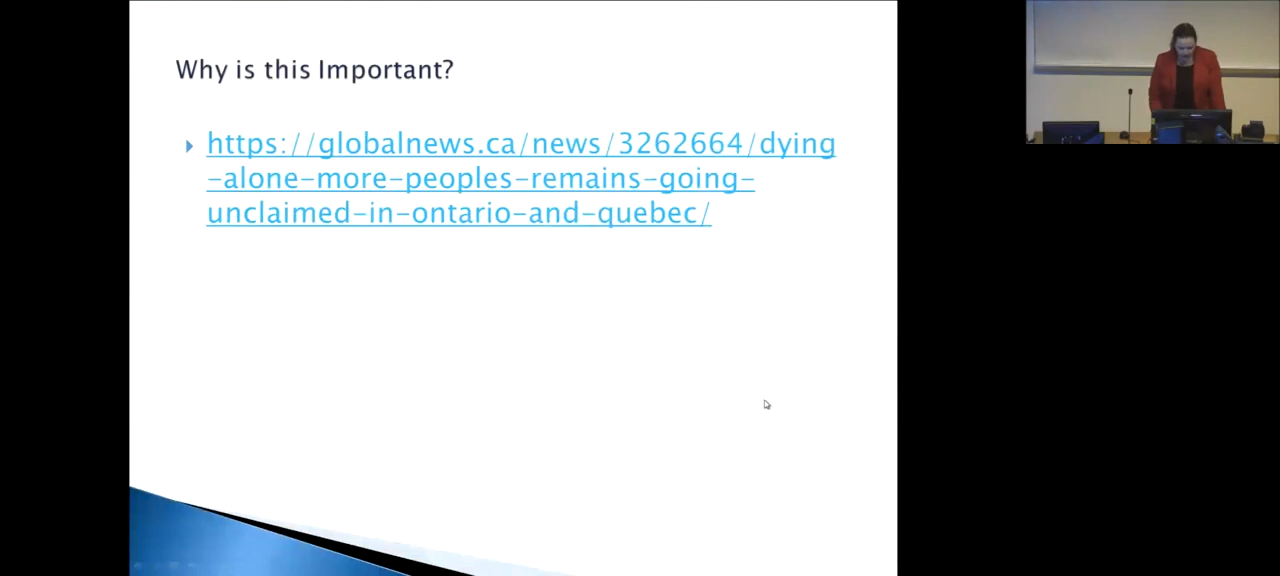 Why is this Important?
https://globalnews.ca/news/3262664/dying
-alone-more-peoples-remains-going-
unclaimed-in-ontario-and-quebec/